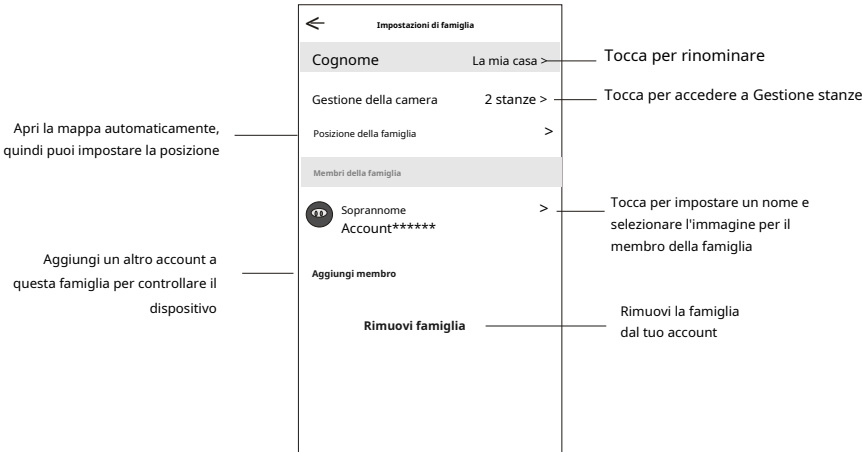 Impostazioni di famiglia
Cognome
La mia casa >
Tocca per rinominare
Gestione della camera
2 stanze >
Tocca per accedere a Gestione stanze
Apri la mappa automaticamente,
quindi puoi impostare la posizione
Posizione della famiglia
>
Membri della famiglia
Soprannome
Account******
>
Tocca per impostare un nome e
selezionare l'immagine per il
membro della famiglia
Aggiungi un altro account a
questa famiglia per controllare il
dispositivo
Aggiungi membro
Rimuovi famiglia
Rimuovi la famiglia
dal tuo account